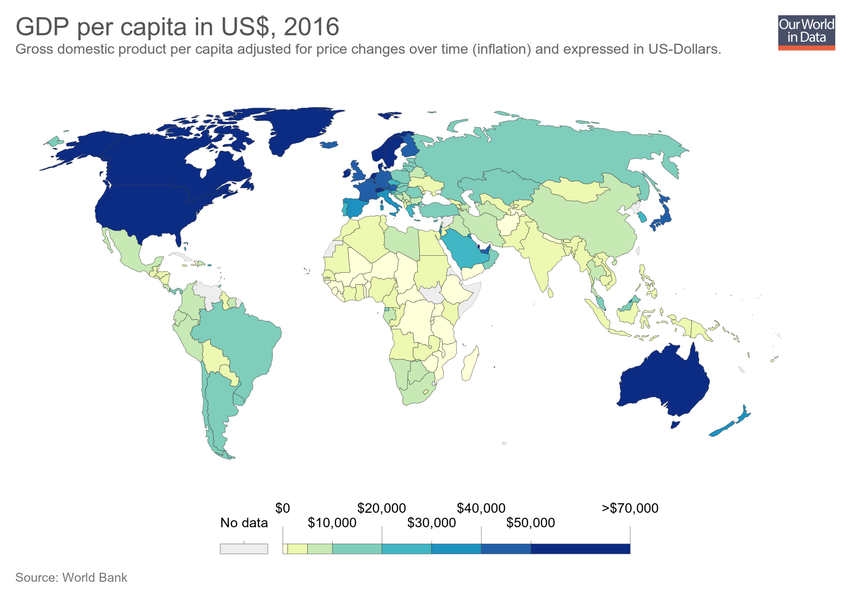 GDP per capita in US$, 2016
Gross domestic product per capita adjusted for price changes over time (inflation) and expressed in US-Dollars.
Our World
in Data
$0 $20,000 $40,000 >$70,000
No data $10,000 $30,000 $50,000
Source: World Bank